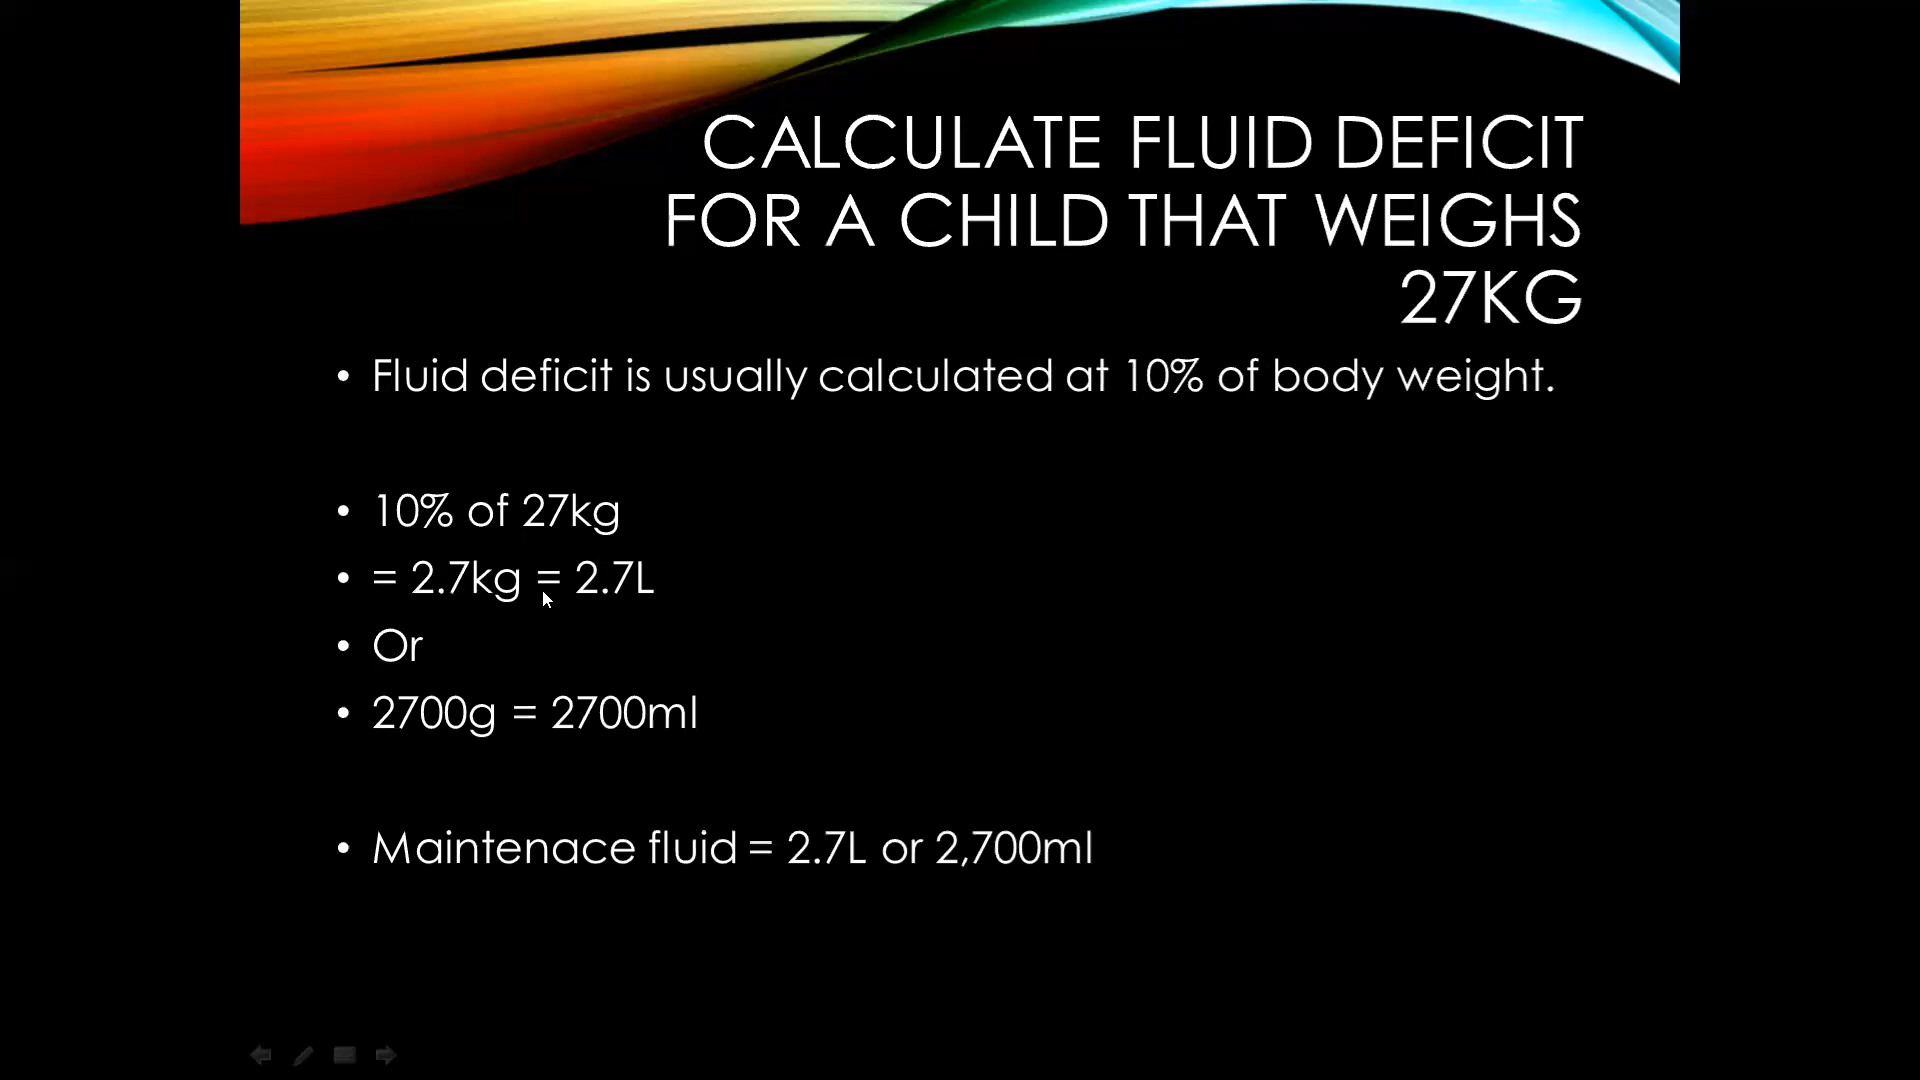 CALCULATE FLUID DEFICIT
FOR A CHILD THAT WEIGHS
27KG
• Fluid deficit is usually calculated at 10% of body weight.
• 10% of 27kg
• = 2.7kg = 2.7L
• Or
• 2700g = 2700ml
• Maintenace fluid = 2.7L or 2,700ml